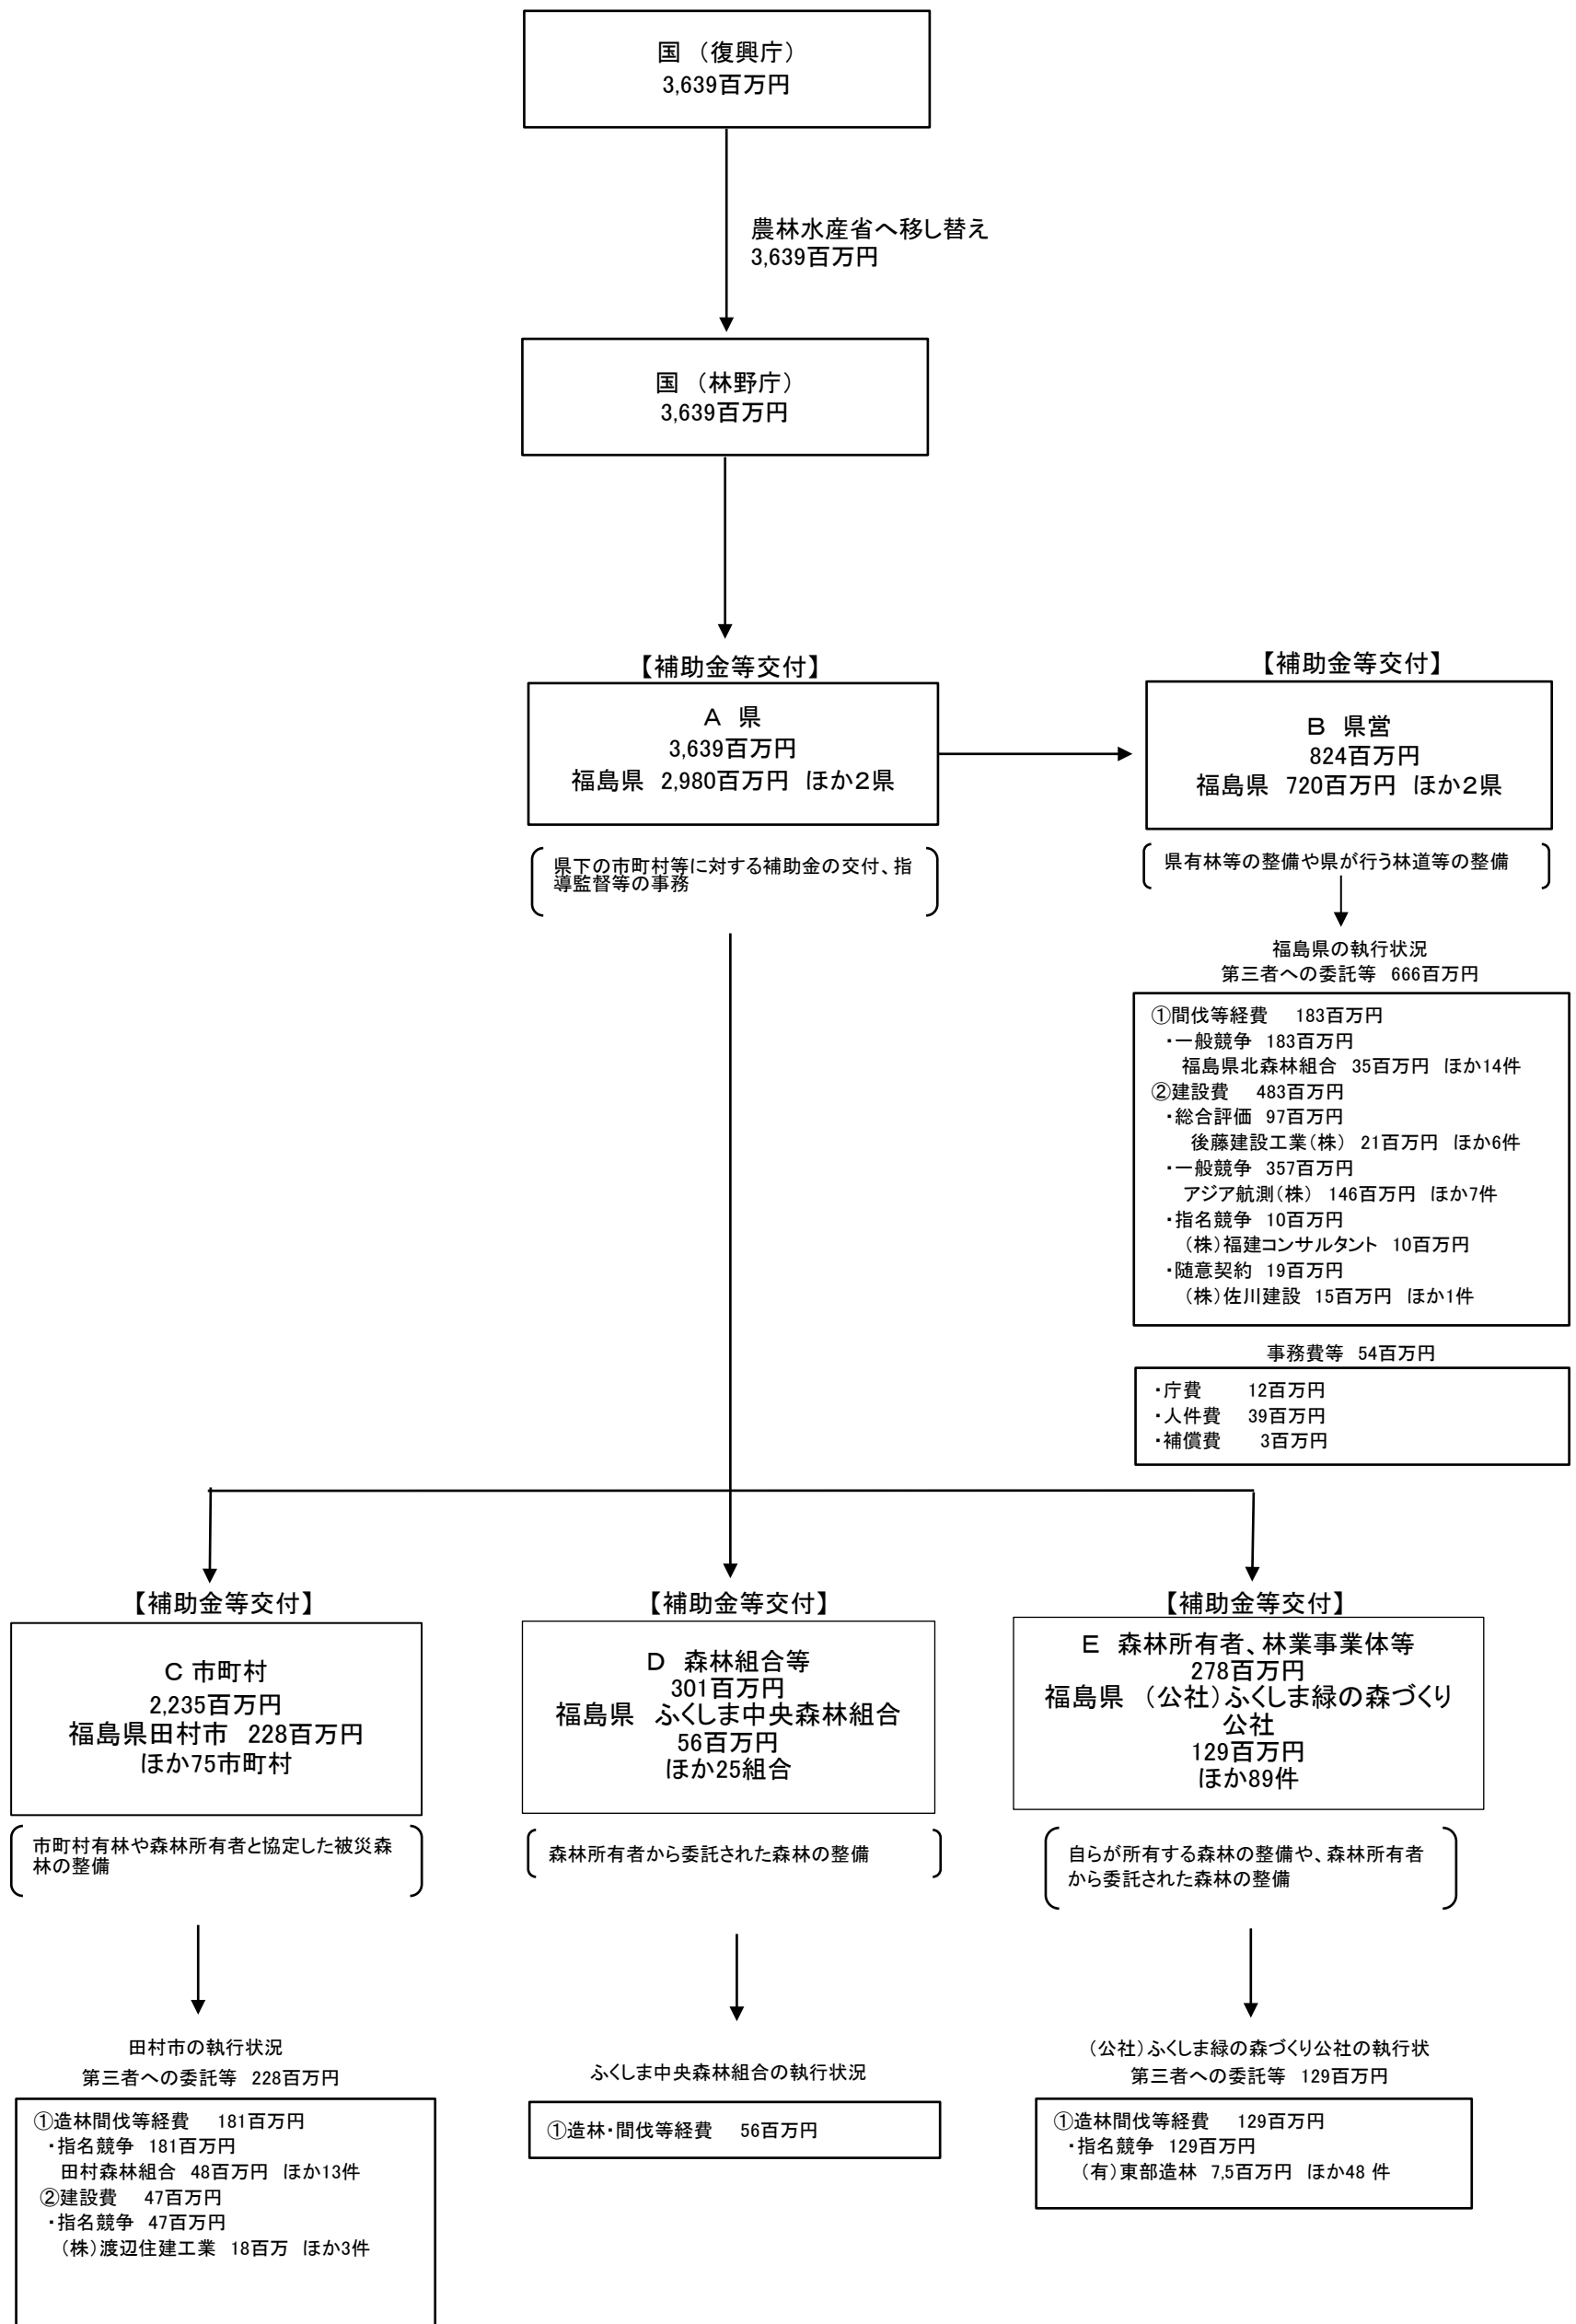 国 （復興庁）
3,639百万円
農林水産省へ移し替え
3,639百万円
国 （林野庁）
3,639百万円
【補助金等交付】
A 県
3,639百万円
福島県 2,980百万円 ほか２県
県下の市町村等に対する補助金の交付、指
導監督等の事務
【補助金等交付】
B 県営
824百万円
福島県 720百万円 ほか２県
県有林等の整備や県が行う林道等の整備
福島県の執行状況
第三者への委託等 666百万円
①間伐等経費 183百万円
・一般競争 183百万円
福島県北森林組合 35百万円 ほか14件
②建設費 483百万円
・総合評価 97百万円
後藤建設工業（株） 21百万円 ほか6件
・一般競争 357百万円
アジア航測（株） 146百万円 ほか7件
・指名競争 10百万円
（株）福建コンサルタント 10百万円
・随意契約 19百万円
（株）佐川建設 15百万円 ほか1件
事務費等 54百万円
・庁費 12百万円
・人件費 39百万円
・補償費 3百万円
【補助金等交付】
C 市町村
2,235百万円
福島県田村市 228百万円
ほか75市町村
市町村有林や森林所有者と協定した被災森
林の整備
田村市の執行状況
第三者への委託等 228百万円
①造林間伐等経費 181百万円
・指名競争 181百万円
田村森林組合 48百万円 ほか13件
②建設費 47百万円
・指名競争 47百万円
（株）渡辺住建工業 18百万 ほか3件
【補助金等交付】
D 森林組合等
301百万円
福島県 ふくしま中央森林組合
56百万円
ほか25組合
森林所有者から委託された森林の整備
ふくしま中央森林組合の執行状況
①造林・間伐等経費 56百万円
【補助金等交付】
E 森林所有者、林業事業体等
278百万円
福島県 （公社）ふくしま緑の森づくり
公社
129百万円
ほか89件
自らが所有する森林の整備や、森林所有者
から委託された森林の整備
（公社）ふくしま緑の森づくり公社の執行状
第三者への委託等 129百万円
①造林間伐等経費 129百万円
・指名競争 129百万円
（有）東部造林 7,5百万円 ほか48 件